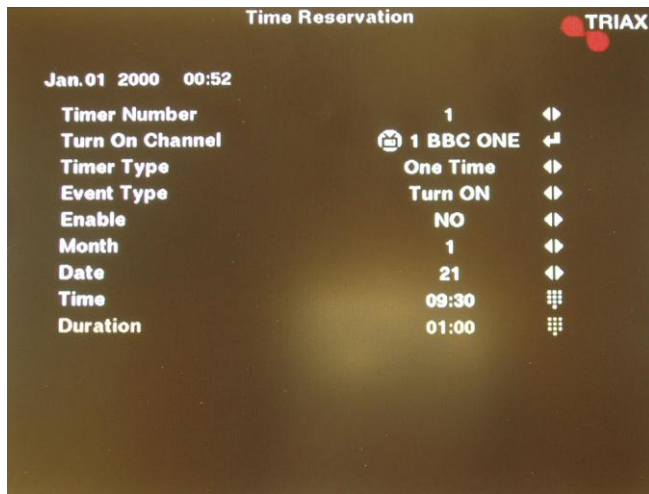 Time Reservation
TRIAX
Jan.01 2000 00:52
Timer Number 1
Turn On Channel 1 BBC ONE
Timer Type One Time
Event Type Turn ON
Enable NO
Month 1
Date 21
Time 09:30
Duration 01:00